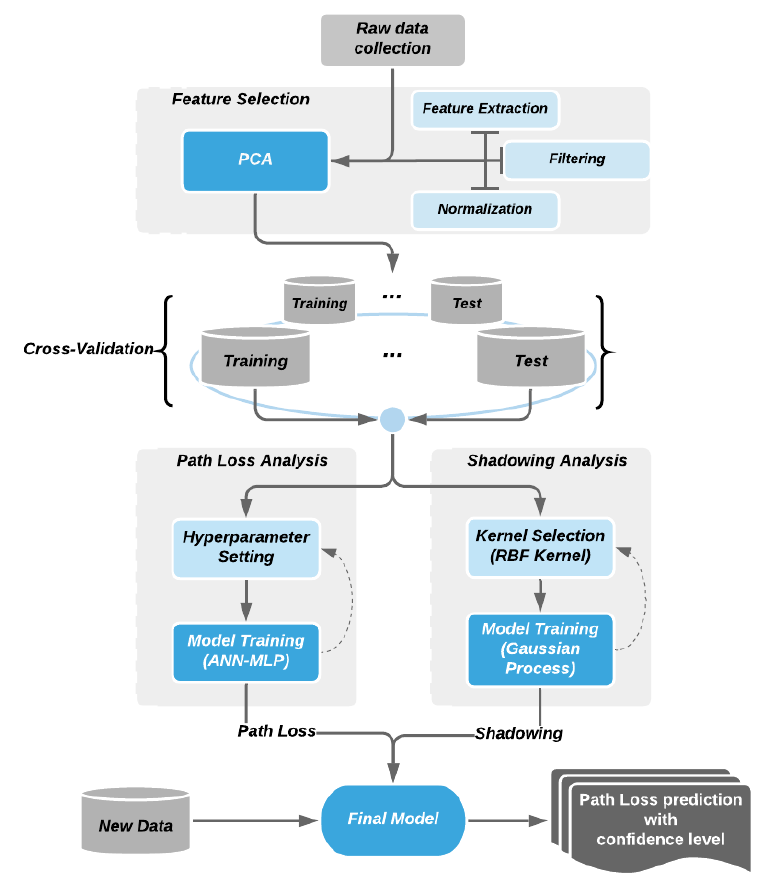 Raw data
collection
Feature Selection
Feature Extraction
PCA
Filtering
Normalization
Training
...
Test
Cross-Validation
Training
...
Test
Path Loss Analysis
Shadowing Analysis
Hyperparameter
Setting
Kernel Selection
(RBF Kernel)
Model Training
(ANN-MLP)
Model Training
(Gaussian
Process)
Path Loss
Shadowing
New Data
Final Model
Path Loss prediction
with
confidence level